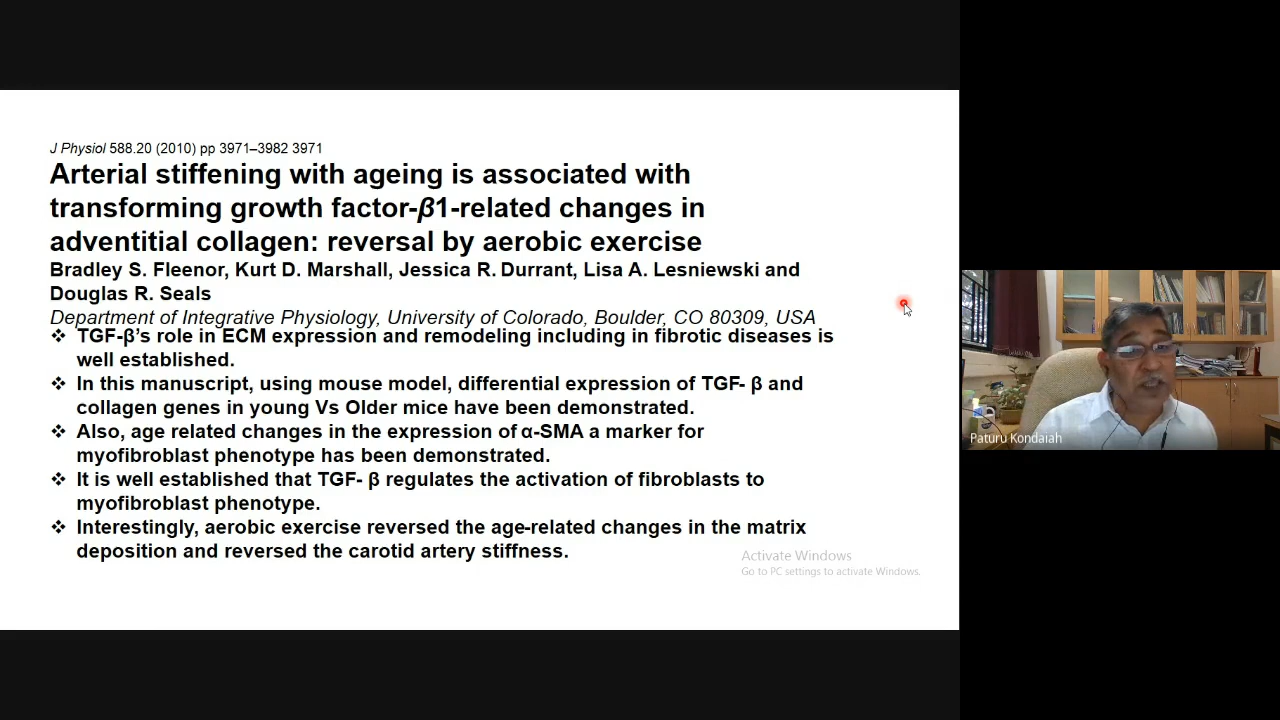 J Physiol 588.20 (2010) pp 3971–3982 3971
Arterial stiffening with ageing is associated with
transforming growth factor-β1-related changes in
adventitial collagen: reversal by aerobic exercise
Bradley S. Fleenor, Kurt D. Marshall, Jessica R. Durrant, Lisa A. Lesniewski and
Douglas R. Seals
Department of Integrative Physiology, University of Colorado, Boulder, CO 80309, USA
❖ TGF-β's role in ECM expression and remodeling including in fibrotic diseases is
well established.
❖ In this manuscript, using mouse model, differential expression of TGF- β and
collagen genes in young Vs Older mice have been demonstrated.
❖ Also, age related changes in the expression of α-SMA a marker for
myofibroblast phenotype has been demonstrated.
❖ It is well established that TGF- β regulates the activation of fibroblasts to
myofibroblast phenotype.
❖ Interestingly, aerobic exercise reversed the age-related changes in the matrix
deposition and reversed the carotid artery stiffness.
Activate Windows
Go to PC settings to activate Windows.
Paturu Kondaiah